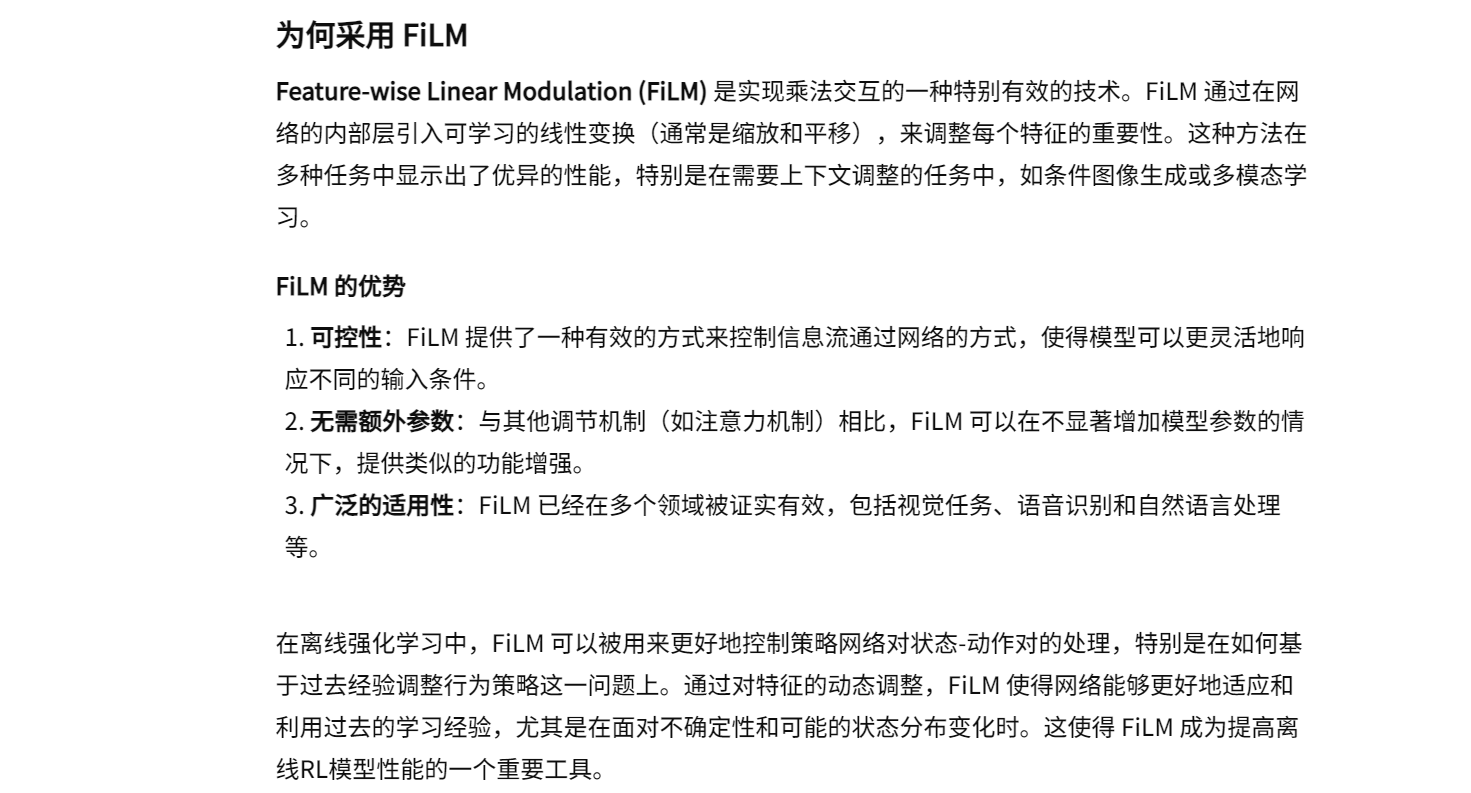 为何采用 FiLM
Feature-wise Linear Modulation (FiLM) 是实现乘法交互的一种特别有效的技术。FiLM 通过在网
络的内部层引入可学习的线性变换（通常是缩放和平移），来调整每个特征的重要性。这种方法在
多种任务中显示出了优异的性能，特别是在需要上下文调整的任务中，如条件图像生成或多模态学
习。
FiLM 的优势
1. 可控性：FiLM 提供了一种有效的方式来控制信息流通过网络的方式，使得模型可以更灵活地响
应不同的输入条件。
2. 无需额外参数：与其他调节机制（如注意力机制）相比，FiLM 可以在不显著增加模型参数的情
况下，提供类似的功能增强。
3. 广泛的适用性：FiLM 已经在多个领域被证实有效，包括视觉任务、语音识别和自然语言处理
等。
在离线强化学习中，FiLM 可以被用来更好地控制策略网络对状态-动作对的处理，特别是在如何基
于过去经验调整行为策略这一问题上。通过对特征的动态调整，FiLM 使得网络能够更好地适应和
利用过去的学习经验，尤其是在面对不确定性和可能的状态分布变化时。这使得 FiLM 成为提高离
线RL模型性能的一个重要工具。